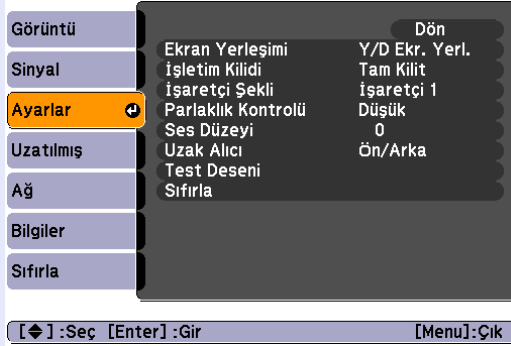 Görüntü
Sinyal
Ayarlar
Uzatılmış
Ağ
Bilgiler
Sıfırla
Dön
Ekran Yerleşimi Y/D Ekr. Yerl.
İşletim Kilidi Tam Kilit
İşaretçi Şekli İşaretçi 1
Parlaklık Kontrolü Düşük
Ses Düzeyi 0
Uzak Alıcı Ön/Arka
Test Deseni
Sıfırla
[◆] :Seç [Enter] :Gir [Menu]:Çık